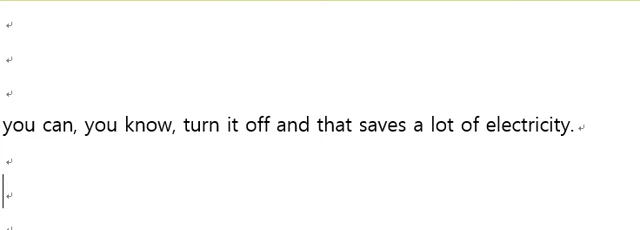 you can, you know, turn it off and that saves a lot of electricity.